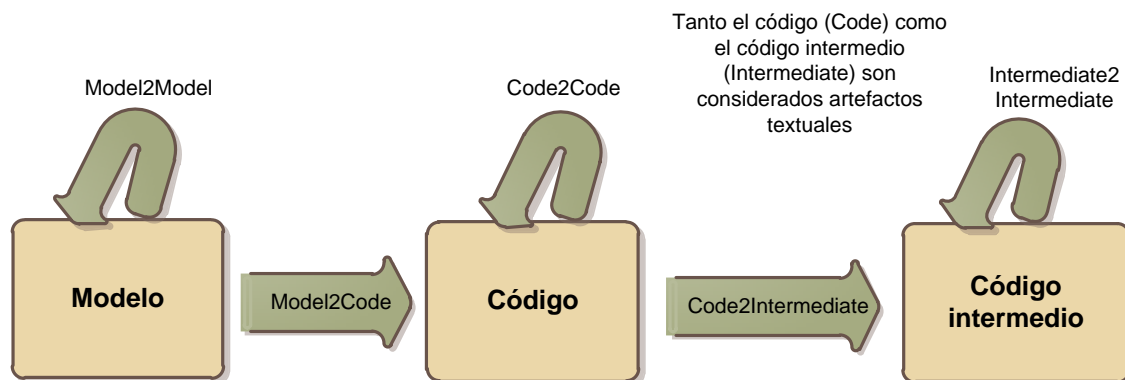 Tanto el código (Code) como
el código intermedio
(Intermediate) son
considerados artefactos
textuales
Model2Model
Code2Code
Intermediate2
Intermediate
Modelo
Model2Code
Código
Code2Intermediate
Código
intermedio